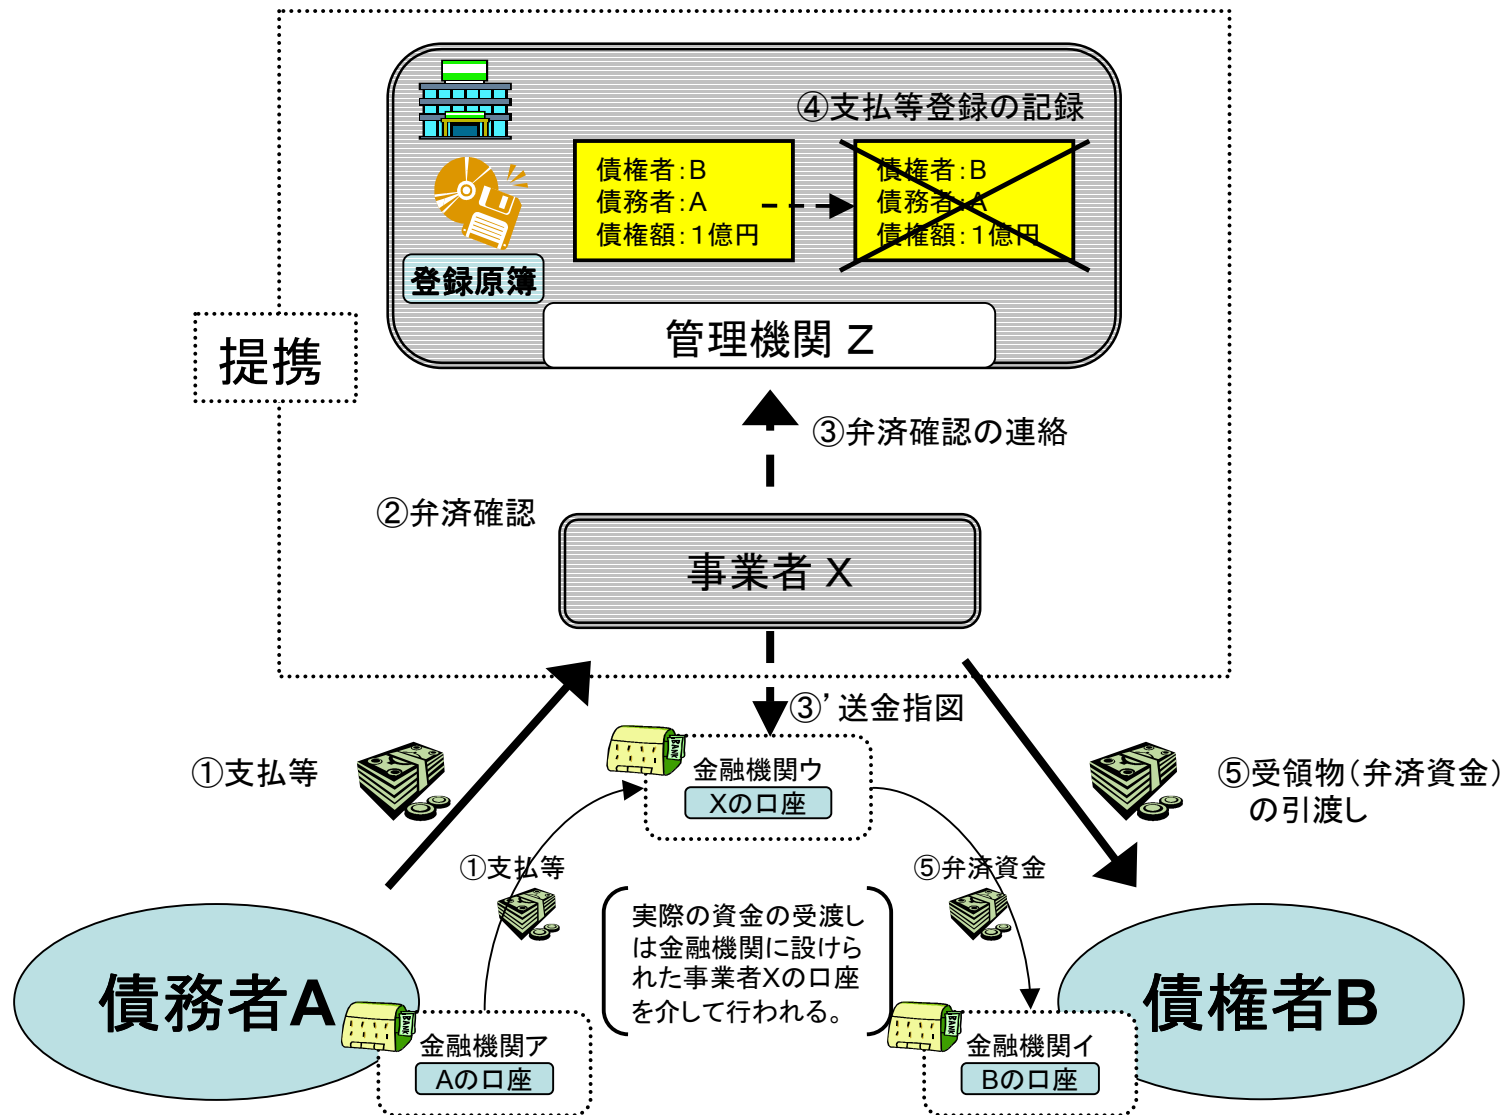 ④支払等登録の記録
債権者：B
債務者：A
債権額：1億円
債権者：B
債務者：A
債権額：1億円
登録原簿
管理機関 Z
提携
③弁済確認の連絡
②弁済確認
事業者 X
③’送金指図
①支払等
金融機関ウ
Xの口座
⑤受領物（弁済資金）
の引渡し
①支払等
⑤弁済資金
実際の資金の受渡し
は金融機関に設けら
れた事業者Xの口座
を介して行われる。
債務者A
債権者B
金融機関ア
Aの口座
金融機関イ
Bの口座
BANK
BANK
BANK